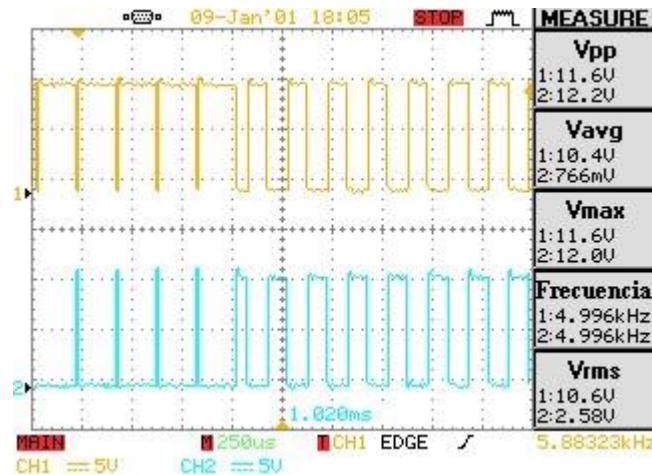 09-Jan'01 18:05 STOP MEASURE
Vpp
1:11.6V
2:12.2V
Vavg
1:10.4V
2:766mV
1
Vmax
1:11.6V
2:12.0V
Frecuencia
1:4.996kHz
2:4.996kHz
Vrms
1:10.6V
2:2.58V
2
1.020ms
MAIN M 250us T CH1 EDGE 5.88323kHz
CH1 5V CH2 5V